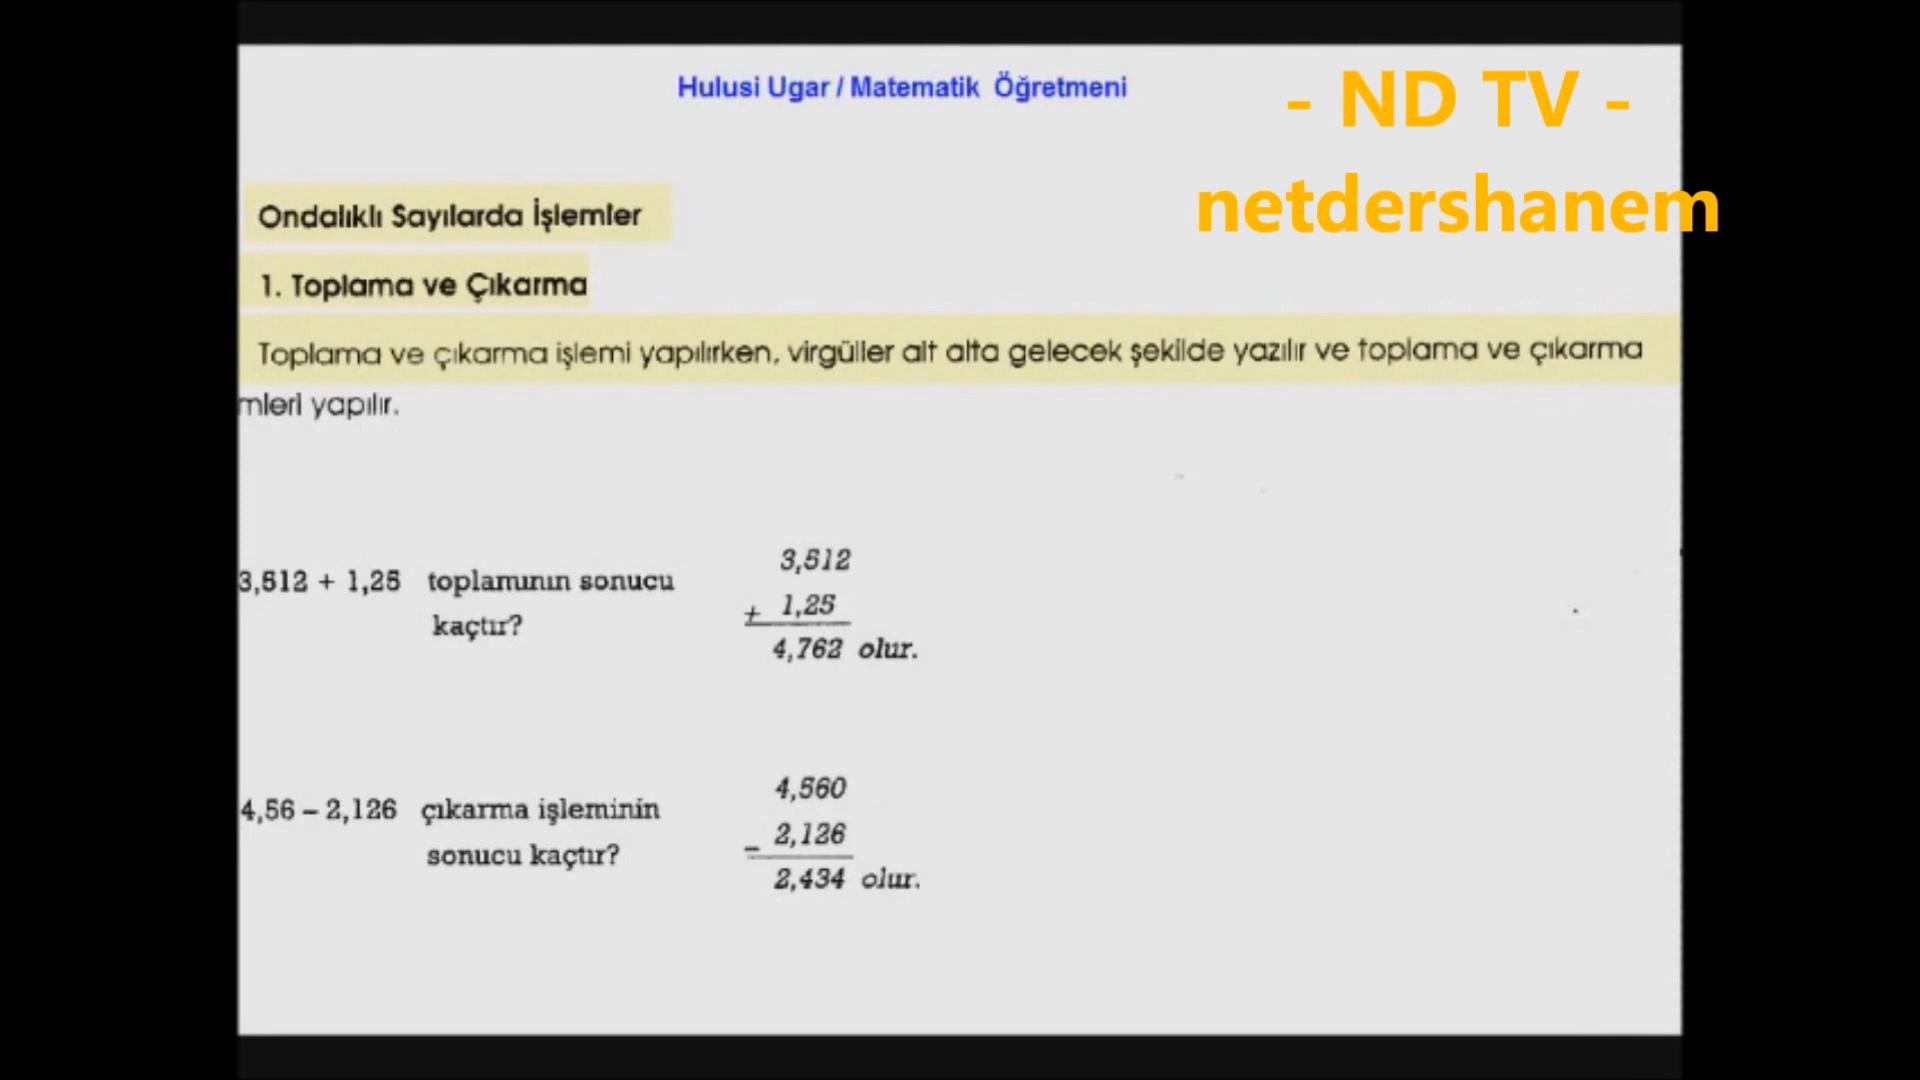 Hulusi Ugar / Matematik Öğretmeni
- ND TV -
netdershanem
Ondalıklı Sayılarda İşlemler
1. Toplama ve Çıkarma
Toplama ve çıkarma işlemi yapılırken, virgüller alt alta gelecek şekilde yazılır ve toplama ve çıkarma
mleri yapılır.
3,512 + 1,25 toplamının sonucu
kaçtır?
3,512
+ 1,25
4,762 olur.
4,56 – 2,126 çıkarma işleminin
sonucu kaçtır?
4,560
– 2,126
2,434 olur.